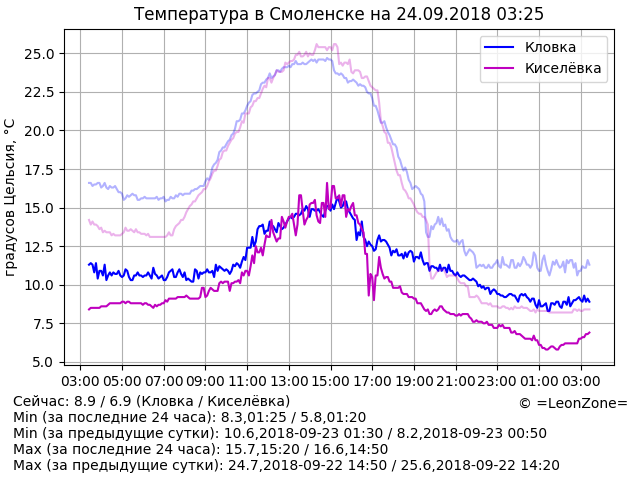 Температура в Смоленске на 24.09.2018 03:25
градусов Цельсия, °C
25.0
22.5
20.0
17.5
15.0
12.5
10.0
7.5
5.0
Кловка
Киселёвка
03:00 05:00 07:00 09:00 11:00 13:00 15:00 17:00 19:00 21:00 23:00 01:00 03:00
Сейчас: 8.9 / 6.9 (Кловка / Киселёвка)
© =LeonZone=
Min (за последние 24 часа): 8.3,01:25 / 5.8,01:20
Min (за предыдущие сутки): 10.6,2018-09-23 01:30 / 8.2,2018-09-23 00:50
Max (за последние 24 часа): 15.7,15:20 / 16.6,14:50
Max (за предыдущие сутки): 24.7,2018-09-22 14:50 / 25.6,2018-09-22 14:20